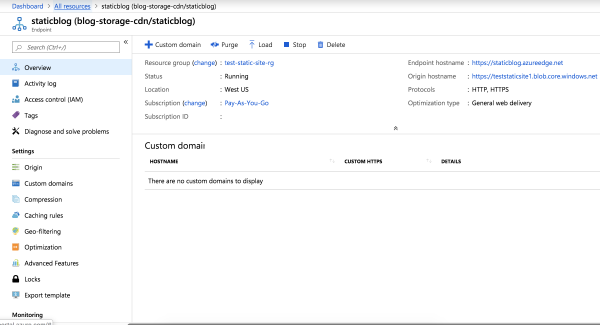 Dashboard > All resources > staticblog (blog-storage-cdn/staticblog)
staticblog (blog-storage-cdn/staticblog)
Endpoint
Search (Ctrl+/)
«
Custom domain Purge Load Stop Delete
Overview
Activity log
Access control (IAM)
Tags
Diagnose and solve problems
Settings
Origin
Custom domains
Compression
Caching rules
Geo-filtering
Optimization
Advanced Features
Locks
Export template
Monitoring
Resource group (change) : test-static-site-rg
Status : Running
Location : West US
Subscription (change) : Pay-As-You-Go
Subscription ID :
Endpoint hostname : https://staticblog.azureedge.net
Origin hostname : https://teststaticsite1.blob.core.windows.net
Protocols : HTTP, HTTPS
Optimization type : General web delivery
Custom domain
HOSTNAME CUSTOM HTTPS DETAILS
There are no custom domains to display